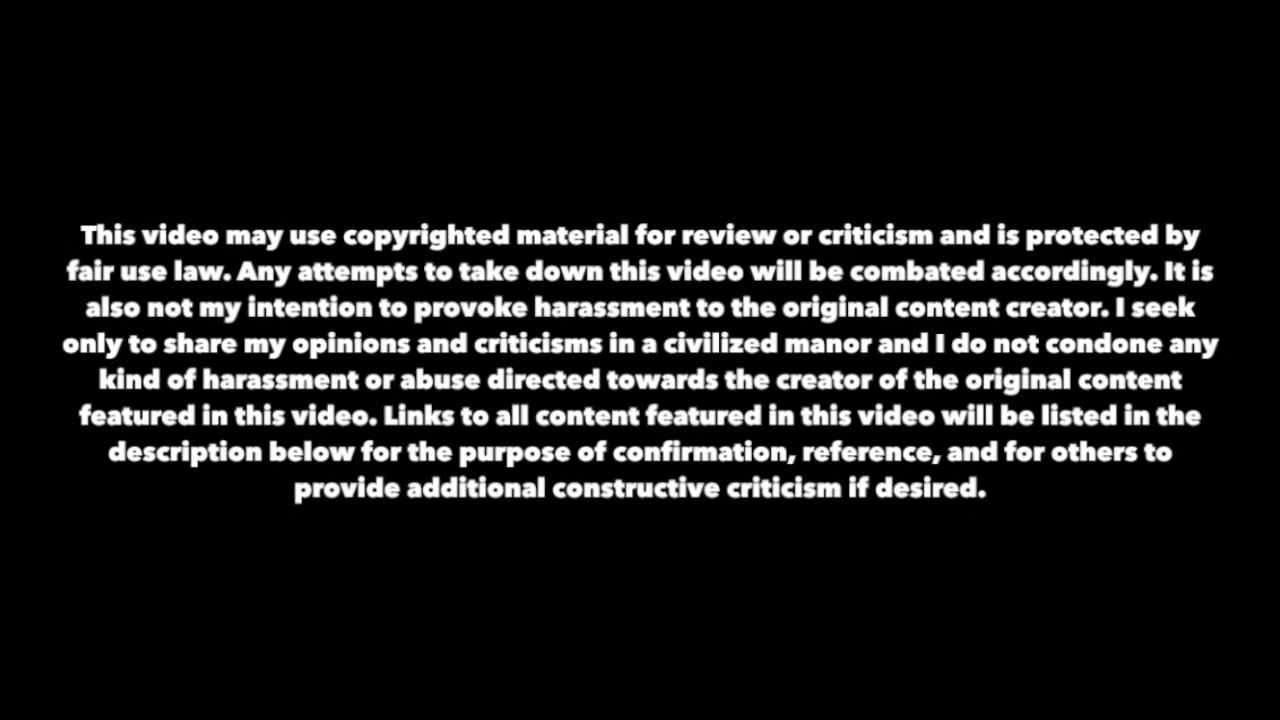 This video may use copyrighted material for review or criticism and is protected by
fair use law. Any attempts to take down this video will be combated accordingly. It is
also not my intention to provoke harassment to the original content creator. I seek
only to share my opinions and criticisms in a civilized manor and I do not condone any
kind of harassment or abuse directed towards the creator of the original content
featured in this video. Links to all content featured in this video will be listed in the
description below for the purpose of confirmation, reference, and for others to
provide additional constructive criticism if desired.